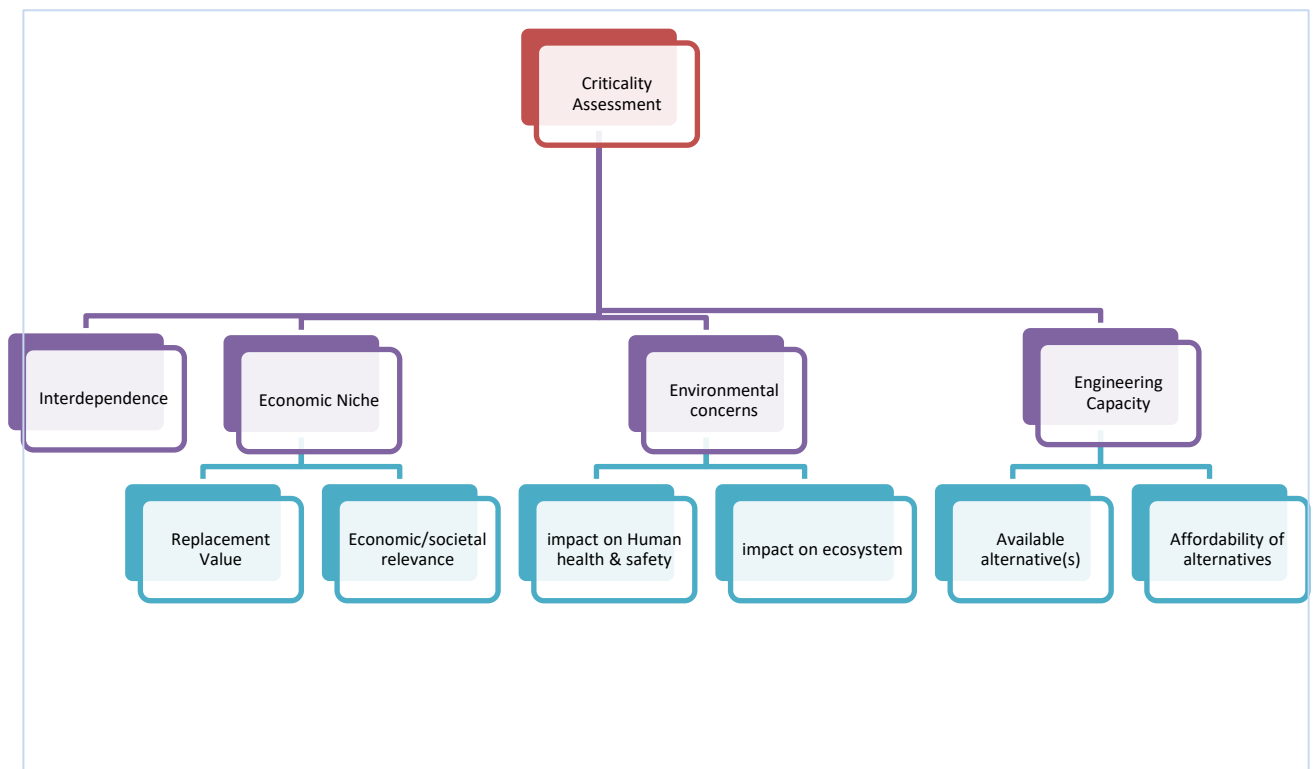 Criticality
Assessment
Interdependence
Economic Niche
Environmental
concerns
Engineering
Capacity
Replacement
Value
Economic/societal
relevance
impact on Human
health & safety
impact on ecosystem
Available
alternative(s)
Affordability of
alternatives